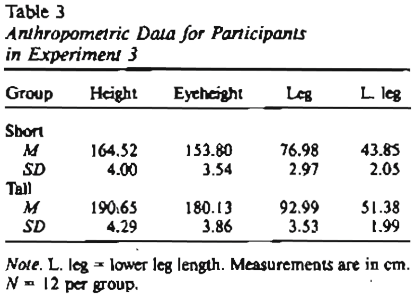 Table 3
Anthropometric Data for Participants
in Experiment 3
Group Height Eyeheight Leg L. leg
Short
M 164.52 153.80 76.98 43.85
SD 4.00 3.54 2.97 2.05
Tall
M 190.65 180.13 92.99 51.38
SD 4.29 3.86 3.53 1.99
Note. L. leg = lower leg length. Measurements are in cm.
N = 12 per group.